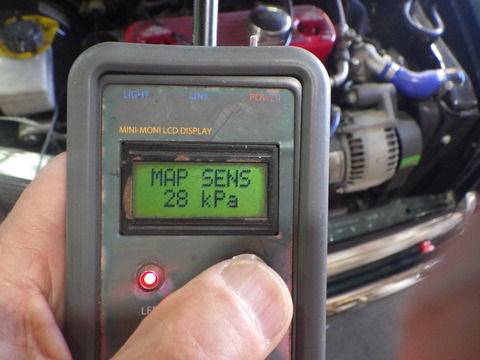 LIGHT LINK POWER
MINI-MONI LCD DISPLAY
MAP SENS
28 kPa